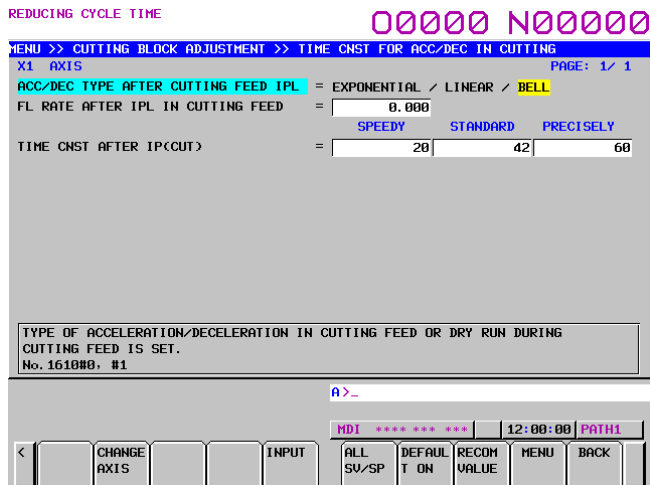 REDUCING CYCLE TIME
O0000 N00000
MENU >> CUTTING BLOCK ADJUSTMENT >> TIME CNST FOR ACC/DEC IN CUTTING
X1 AXIS PAGE: 1/ 1
ACC/DEC TYPE AFTER CUTTING FEED IPL = EXPONENTIAL / LINEAR / BELL
FL RATE AFTER IPL IN CUTTING FEED = 0.000
SPEEDY STANDARD PRECISELY
TIME CNST AFTER IP(CUT) = 20 42 60
TYPE OF ACCELERATION/DECELERATION IN CUTTING FEED OR DRY RUN DURING
CUTTING FEED IS SET.
No.1610#0, #1
A>_
MDI **** *** *** 12:00:00 PATH1
< CHANGE INPUT ALL DEFAUL RECOM MENU BACK
AXIS SV/SP T ON VALUE